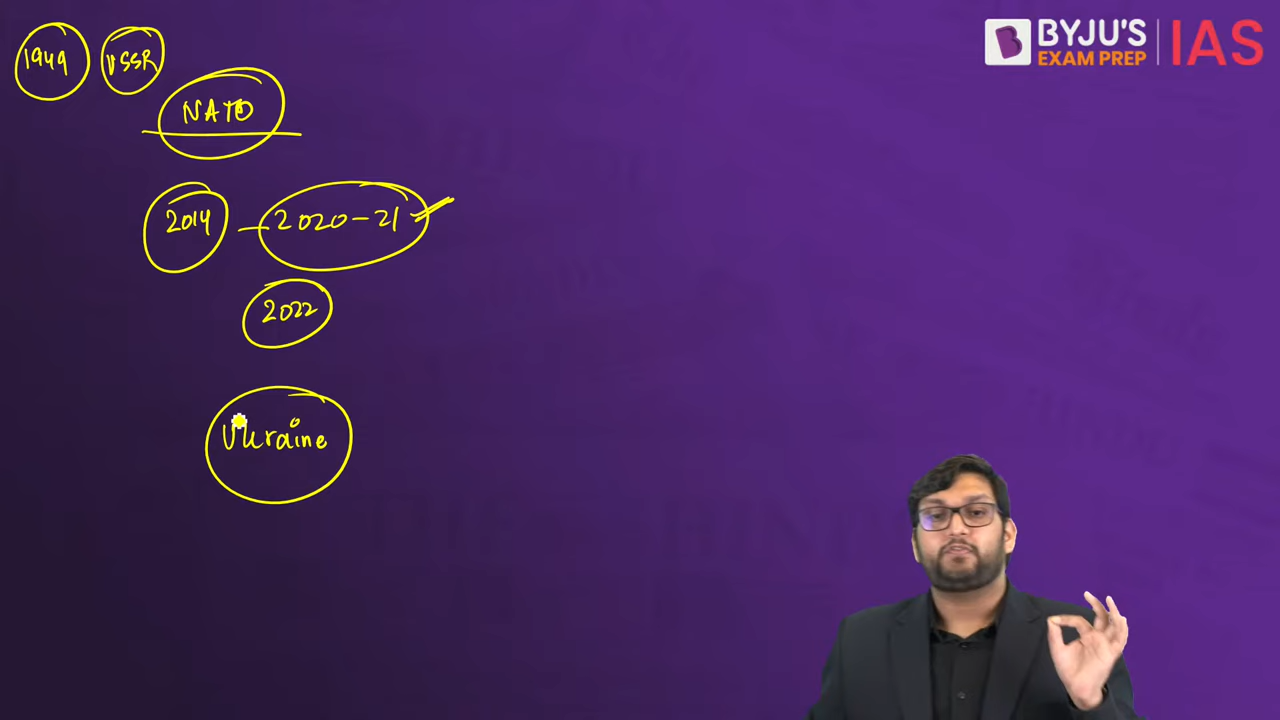 1949 USSR
NATO
2014 - 2020-21
2022
Ukraine
BYJU'S
EXAM PREP
IAS